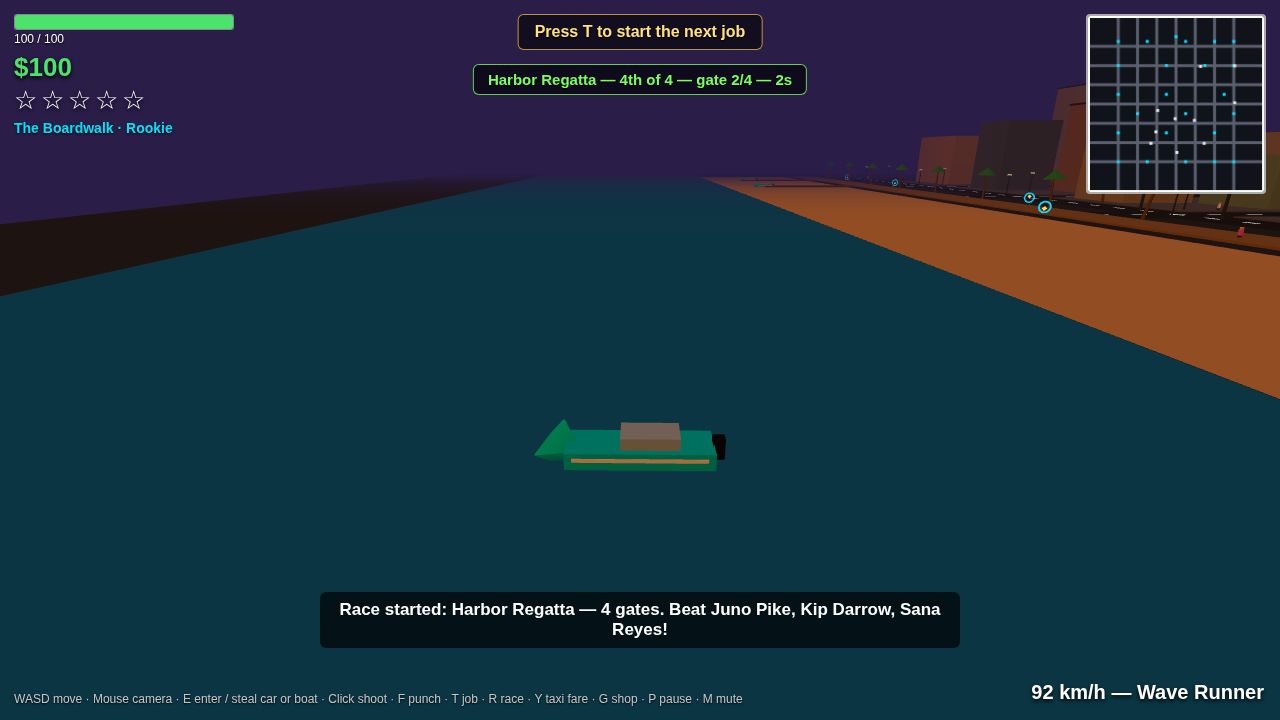 100 / 100
$100
☆☆☆☆☆
The Boardwalk · Rookie
Press T to start the next job
Harbor Regatta — 4th of 4 — gate 2/4 — 2s
Race started: Harbor Regatta — 4 gates. Beat Juno Pike, Kip Darrow, Sana
Reyes!
WASD move · Mouse camera · E enter / steal car or boat · Click shoot · F punch · T job · R race · Y taxi fare · G shop · P pause · M mute
92 km/h — Wave Runner